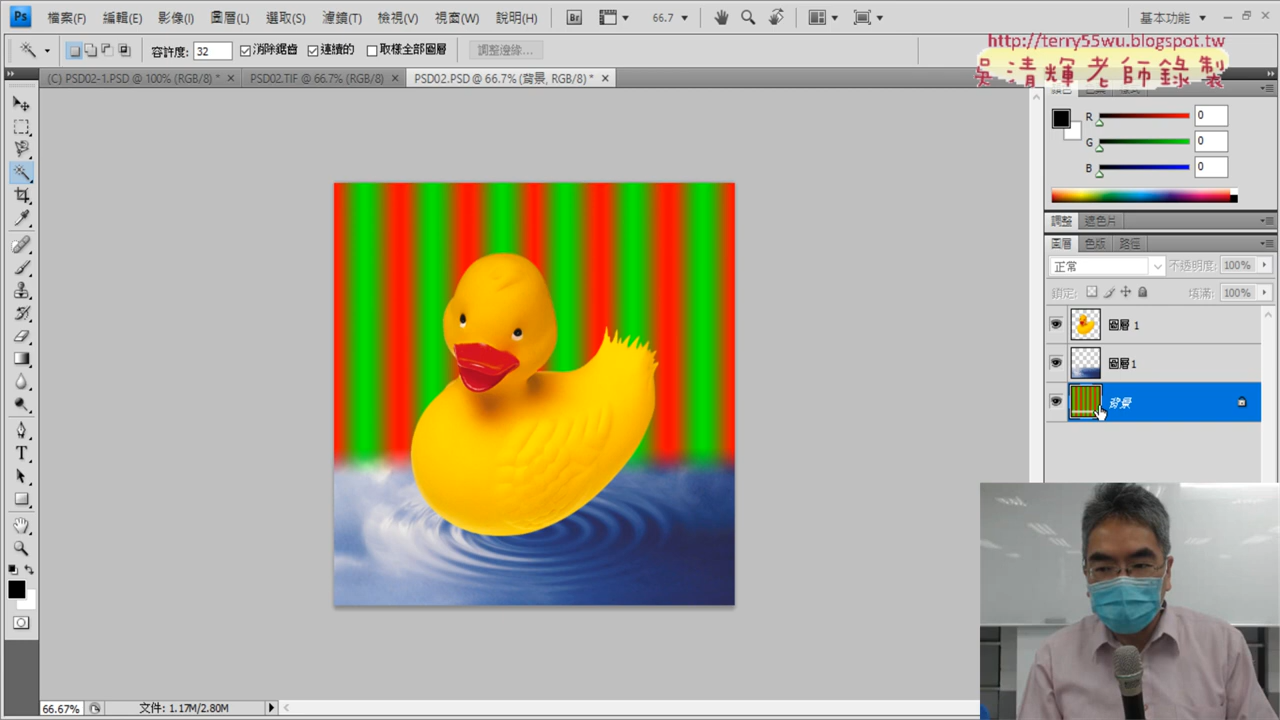 Ps 檔案(F) 編輯(E) 影像(I) 圖層(L) 選取(S) 濾鏡(T) 檢視(V) 視窗(W) 說明(H) Br 66.7 基本功能
容許度: 32 消除鋸齒 連續的 取樣全部圖層 調整邊緣...
http://terry55wu.blogspot.tw
吳清輝老師錄製
(C) PSD02-1.PSD @ 100% (RGB/8) * PSD02.TIF @ 66.7% (RGB/8) PSD02.PSD @ 66.7% (背景, RGB/8) *
R 0
G 0
B 0
調整 遮色片
圖層 色版 路徑
正常 不透明度: 100%
鎖定: 填滿: 100%
圖層 1
圖層1
背景
66.67% 文件: 1.17M/2.80M